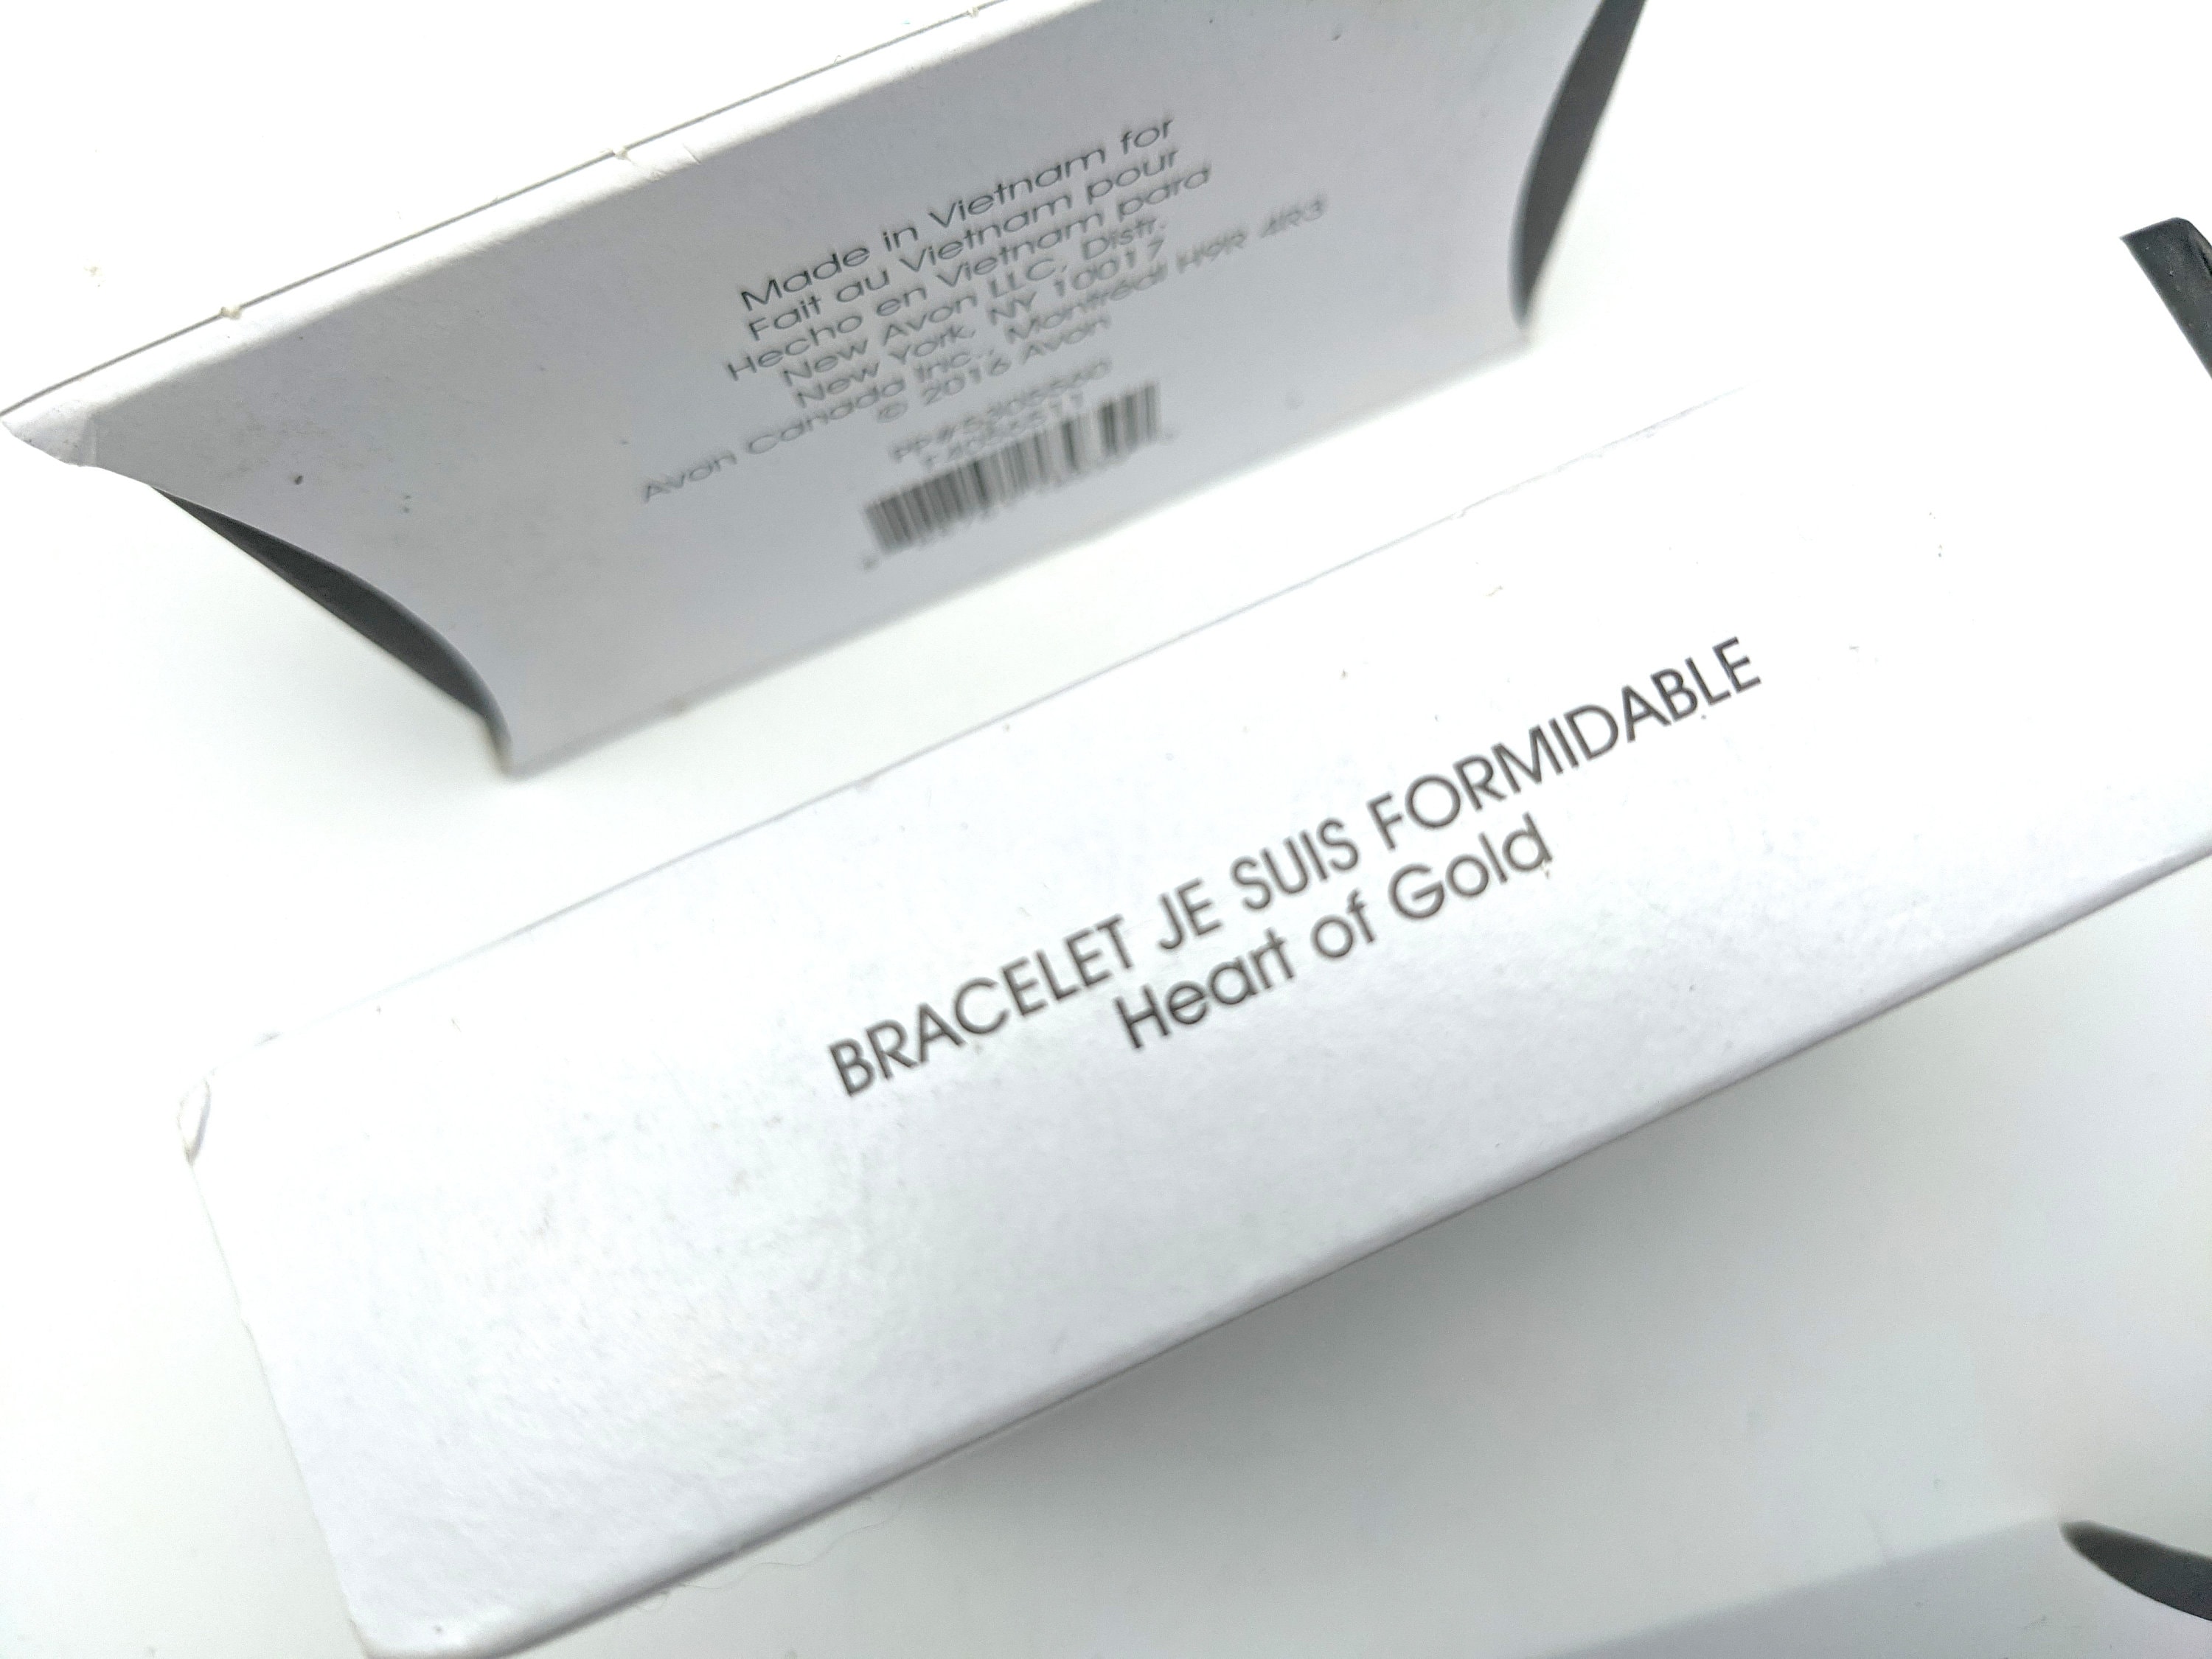 Made in Vietnam for
Fait au Vietnam pour
Hecho en Vietnam para
New Avon LLC, Distr.
New York, NY 10017
Avon Canada Inc., Montréal H9R 4R3
© 2016 Avon
BRACELET JE SUIS FORMIDABLE
Heart of Gold